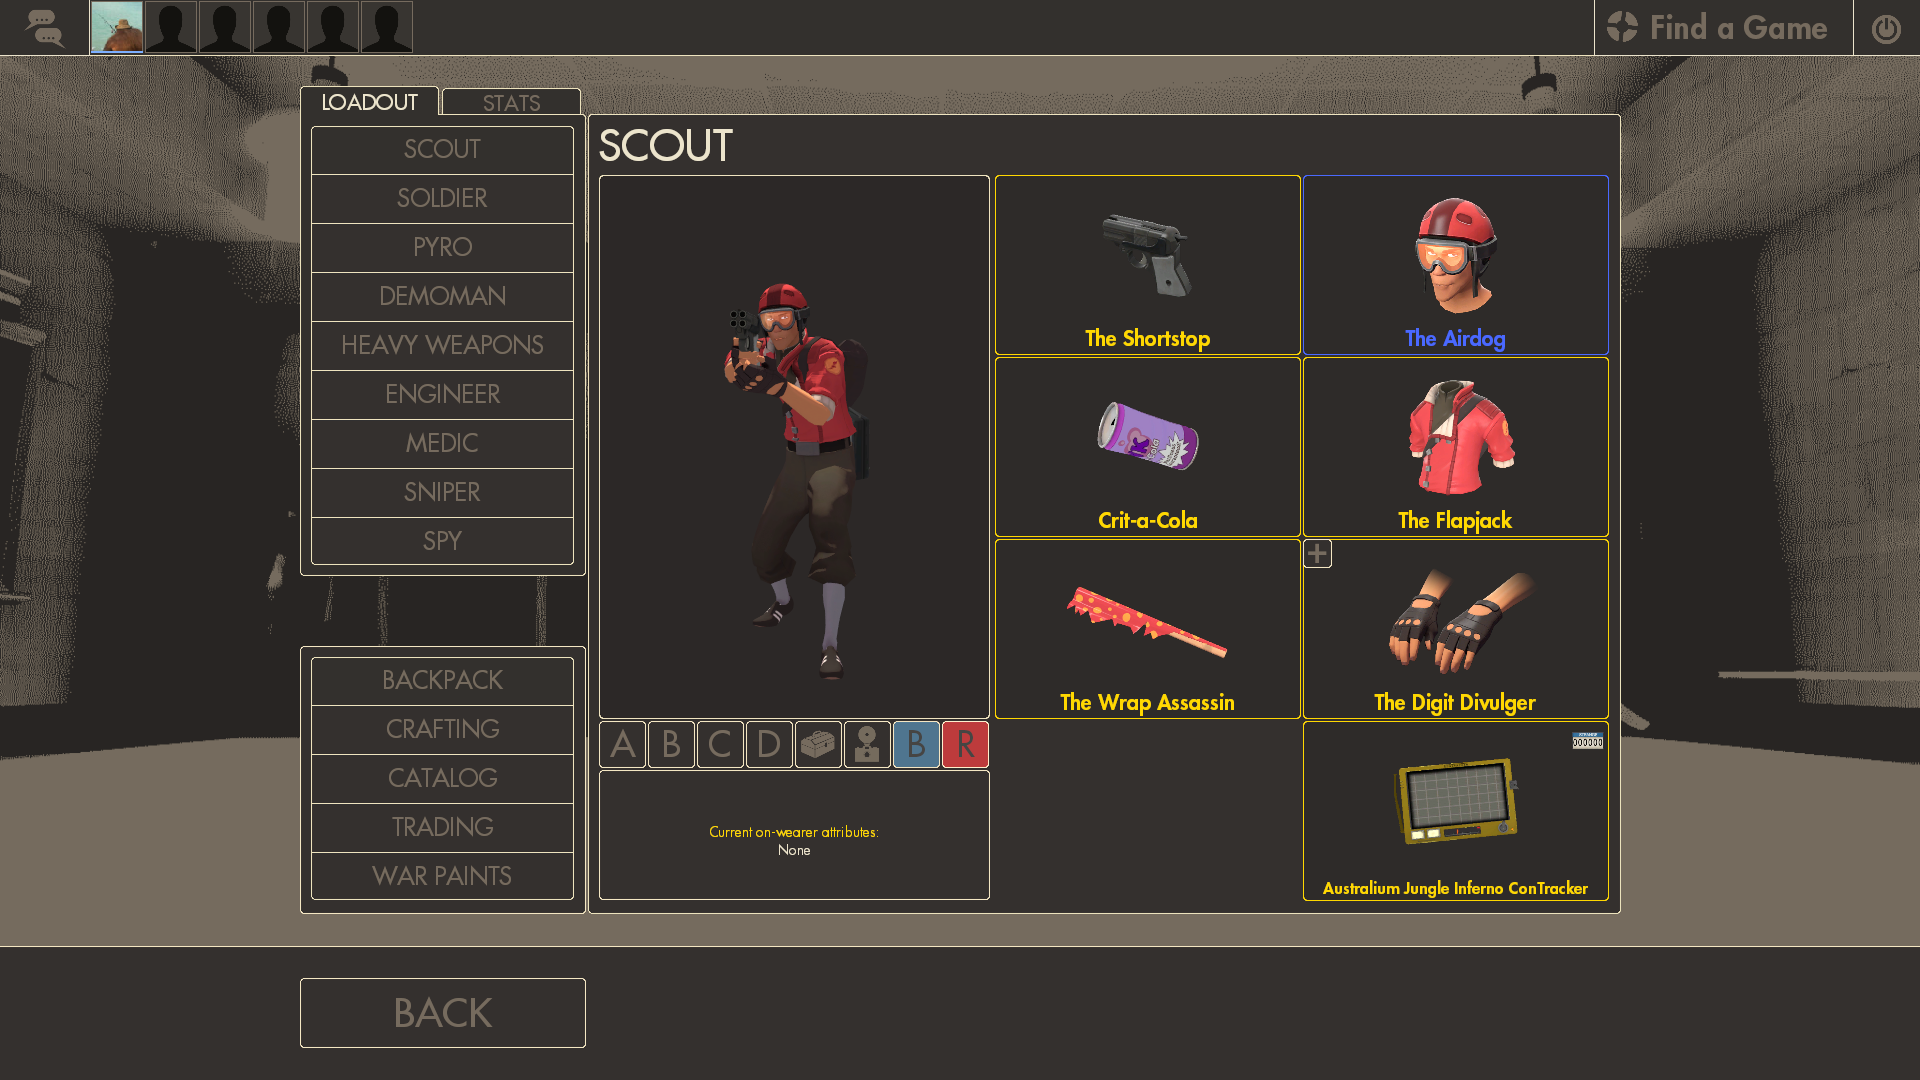 Find a Game
LOADOUT
STATS
SCOUT
SOLDIER
PYRO
DEMOMAN
HEAVY WEAPONS
ENGINEER
MEDIC
SNIPER
SPY
BACKPACK
CRAFTING
CATALOG
TRADING
WAR PAINTS
SCOUT
A B C D B R
Current on-wearer attributes:
None
The Shortstop
The Airdog
Crit-a-Cola
The Flapjack
The Wrap Assassin
The Digit Divulger
STRANGE
000000
Australium Jungle Inferno ConTracker
BACK